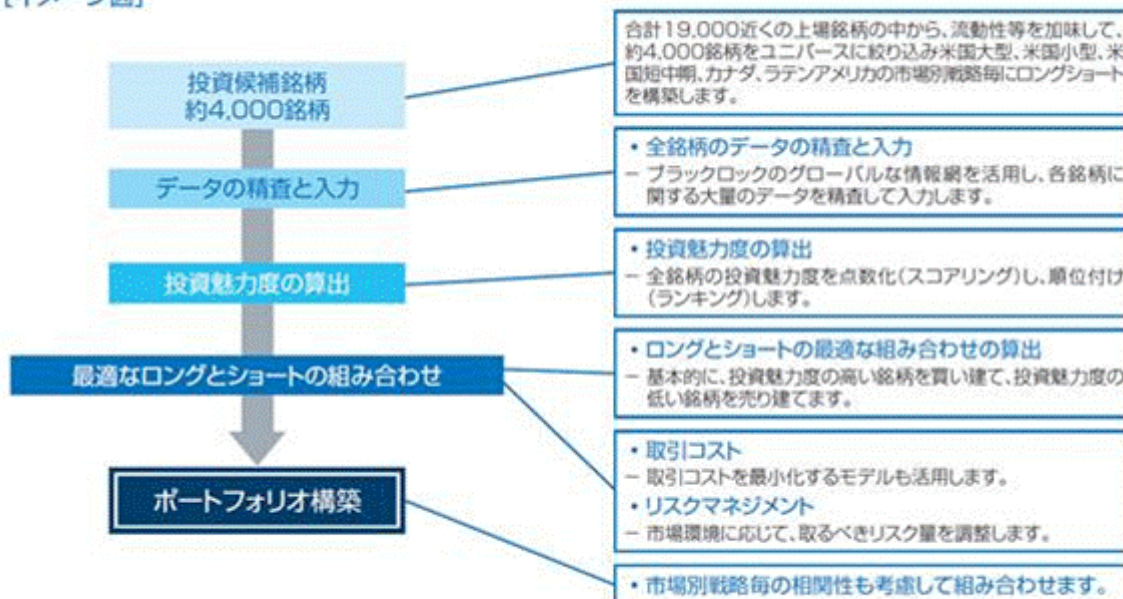 [イメージ図]
投資候補銘柄
約4,000銘柄
データの精査と入力
投資魅力度の算出
最適なロングとショートの組み合わせ
ポートフォリオ構築
合計19,000近くの上場銘柄の中から、流動性等を加味して、
約4,000銘柄をユニバースに絞り込み米国大型、米国小型、米
国短中期、カナダ、ラテンアメリカの市場別戦略毎にロングショート
を構築します。
・全銘柄のデータの精査と入力
− ブラックロックのグローバルな情報網を活用し、各銘柄に
関する大量のデータを精査して入力します。
・投資魅力度の算出
− 全銘柄の投資魅力度を点数化(スコアリング)し、順位付け
(ランキング)します。
・ロングとショートの最適な組み合わせの算出
− 基本的に、投資魅力度の高い銘柄を買い建て、投資魅力度の
低い銘柄を売り建てます。
・取引コスト
− 取引コストを最小化するモデルも活用します。
・リスクマネジメント
− 市場環境に応じて、取るべきリスク量を調整します。
・市場別戦略毎の相関性も考慮して組み合わせます。